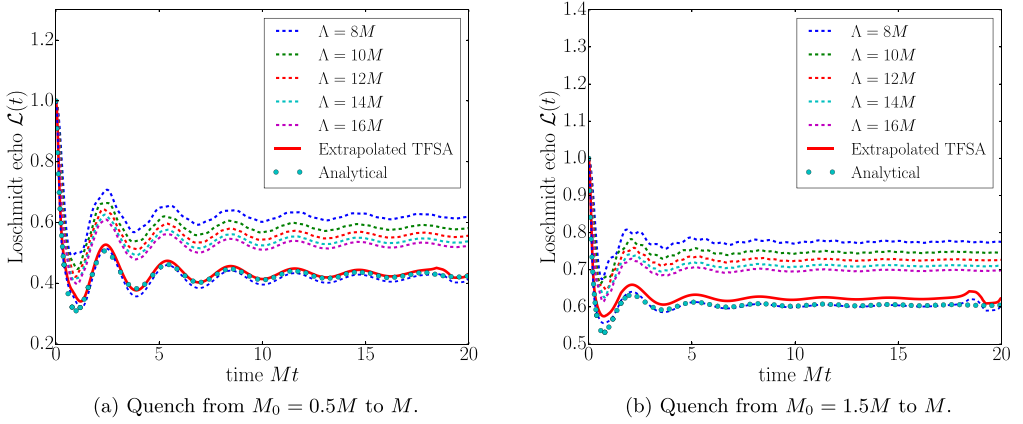 1.2
1.0
0.8
0.6
0.4
0.2
0
5
10
15
20
Loschmidt echo 𝓛(t)
time Mt
Λ = 8M
Λ = 10M
Λ = 12M
Λ = 14M
Λ = 16M
Extrapolated TFSA
Analytical
(a) Quench from M₀ = 0.5M to M.
1.4
1.3
1.2
1.1
1.0
0.9
0.8
0.7
0.6
0.5
0
5
10
15
20
Loschmidt echo 𝓛(t)
time Mt
Λ = 8M
Λ = 10M
Λ = 12M
Λ = 14M
Λ = 16M
Extrapolated TFSA
Analytical
(b) Quench from M₀ = 1.5M to M.